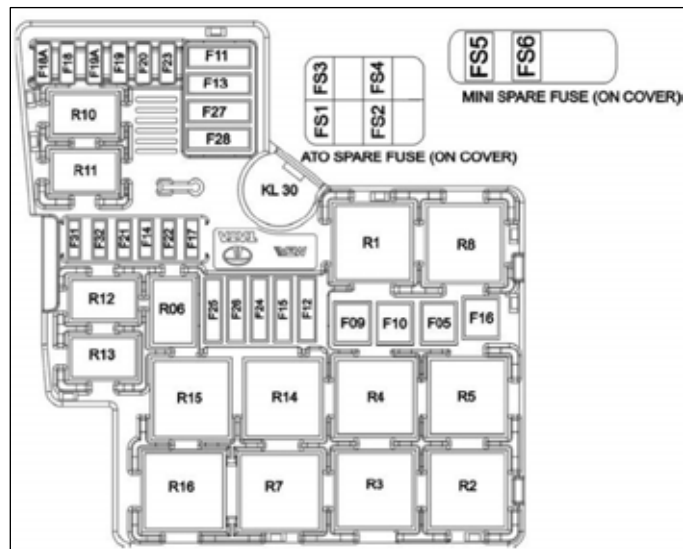 F18A F18 F19A F19 F20 F23
F11
F13
F27
F28
R10
R11
FS3 FS4
FS1 FS2
ATO SPARE FUSE (ON COVER)
FS5 FS6
MINI SPARE FUSE (ON COVER)
KL 30
F31 F32 F21 F14 F22 F17
TATA
R1 R8
R12 R06
F25 F26 F24 F15 F12
F09 F10 F05 F16
R13
R15 R14 R4 R5
R16 R7 R3 R2